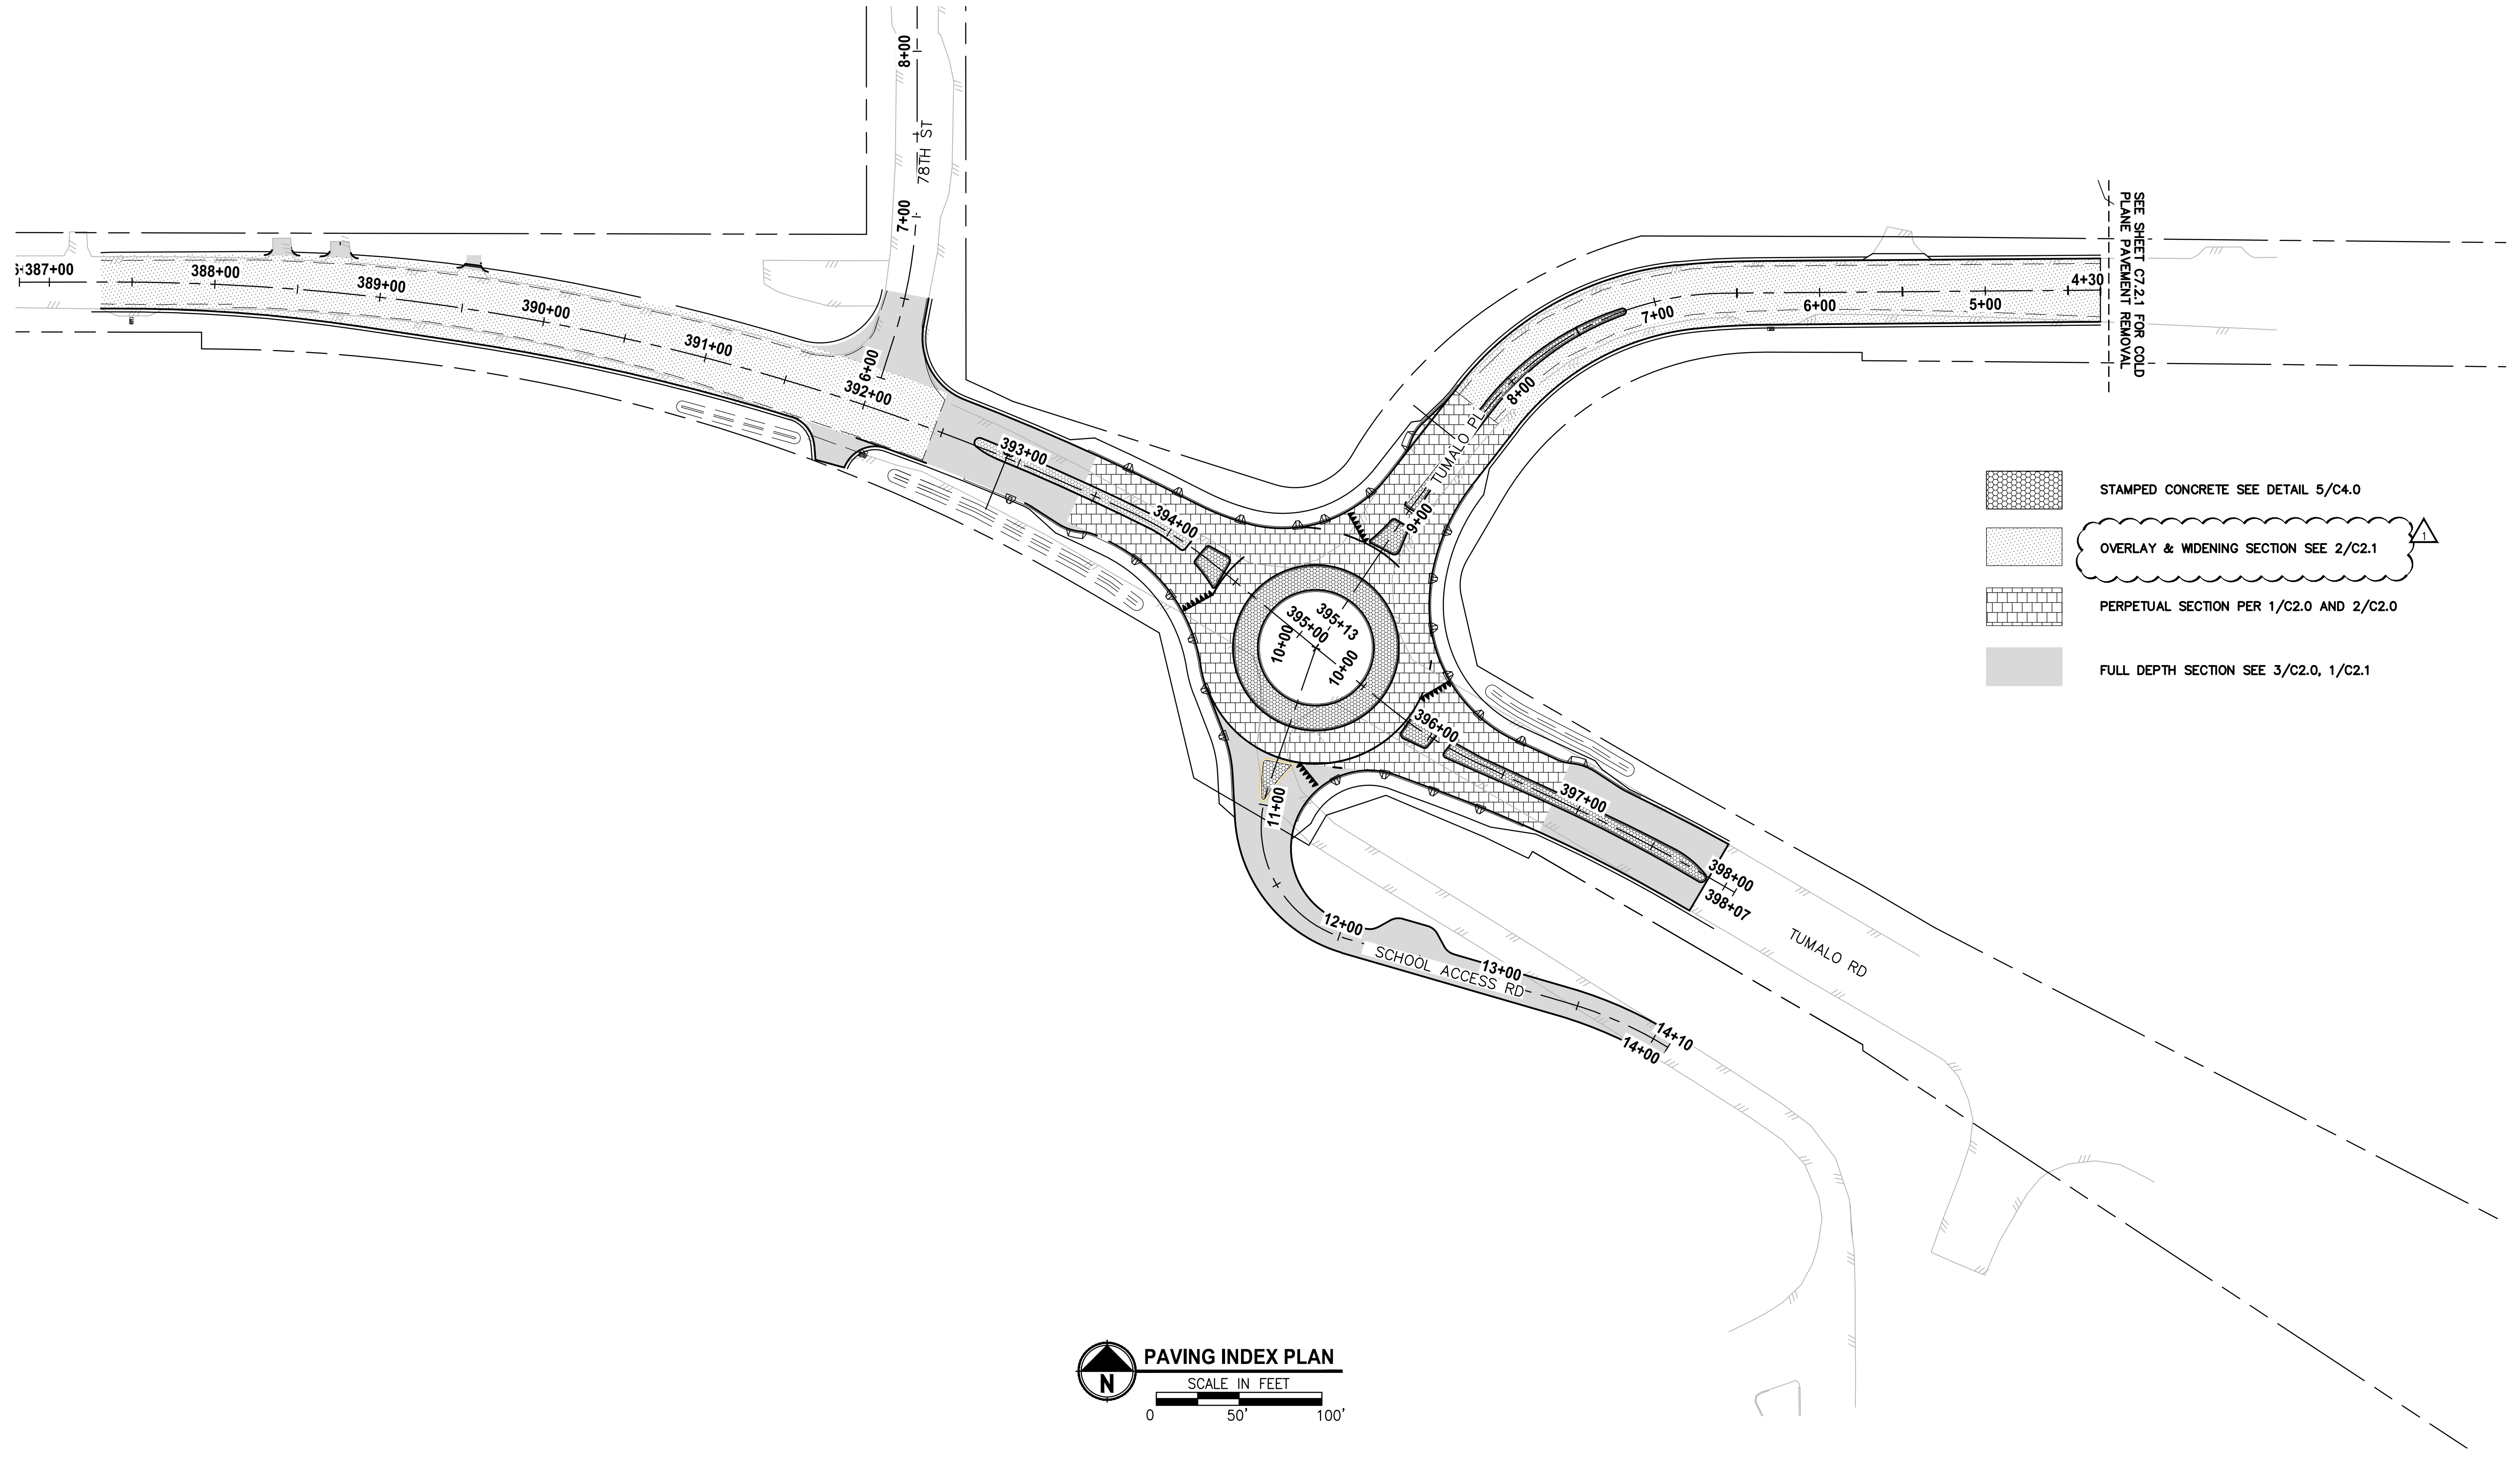 8+00
78TH ST
7+00
6+00
387+00
388+00
389+00
390+00
391+00
392+00
393+00
394+00
395+00
395+13
10+00
10+00
396+00
397+00
398+00
398+07
TUMALO RD
4+30
5+00
6+00
7+00
8+00
TUMALO PL
9+00
SEE SHEET C7.2.1 FOR COLD
PLANE PAVEMENT REMOVAL
STAMPED CONCRETE SEE DETAIL 5/C4.0
OVERLAY & WIDENING SECTION SEE 2/C2.1
1
PERPETUAL SECTION PER 1/C2.0 AND 2/C2.0
FULL DEPTH SECTION SEE 3/C2.0, 1/C2.1
11+00
12+00
SCHOOL ACCESS RD
13+00
14+00
14+10
N
PAVING INDEX PLAN
SCALE IN FEET
0 50' 100'